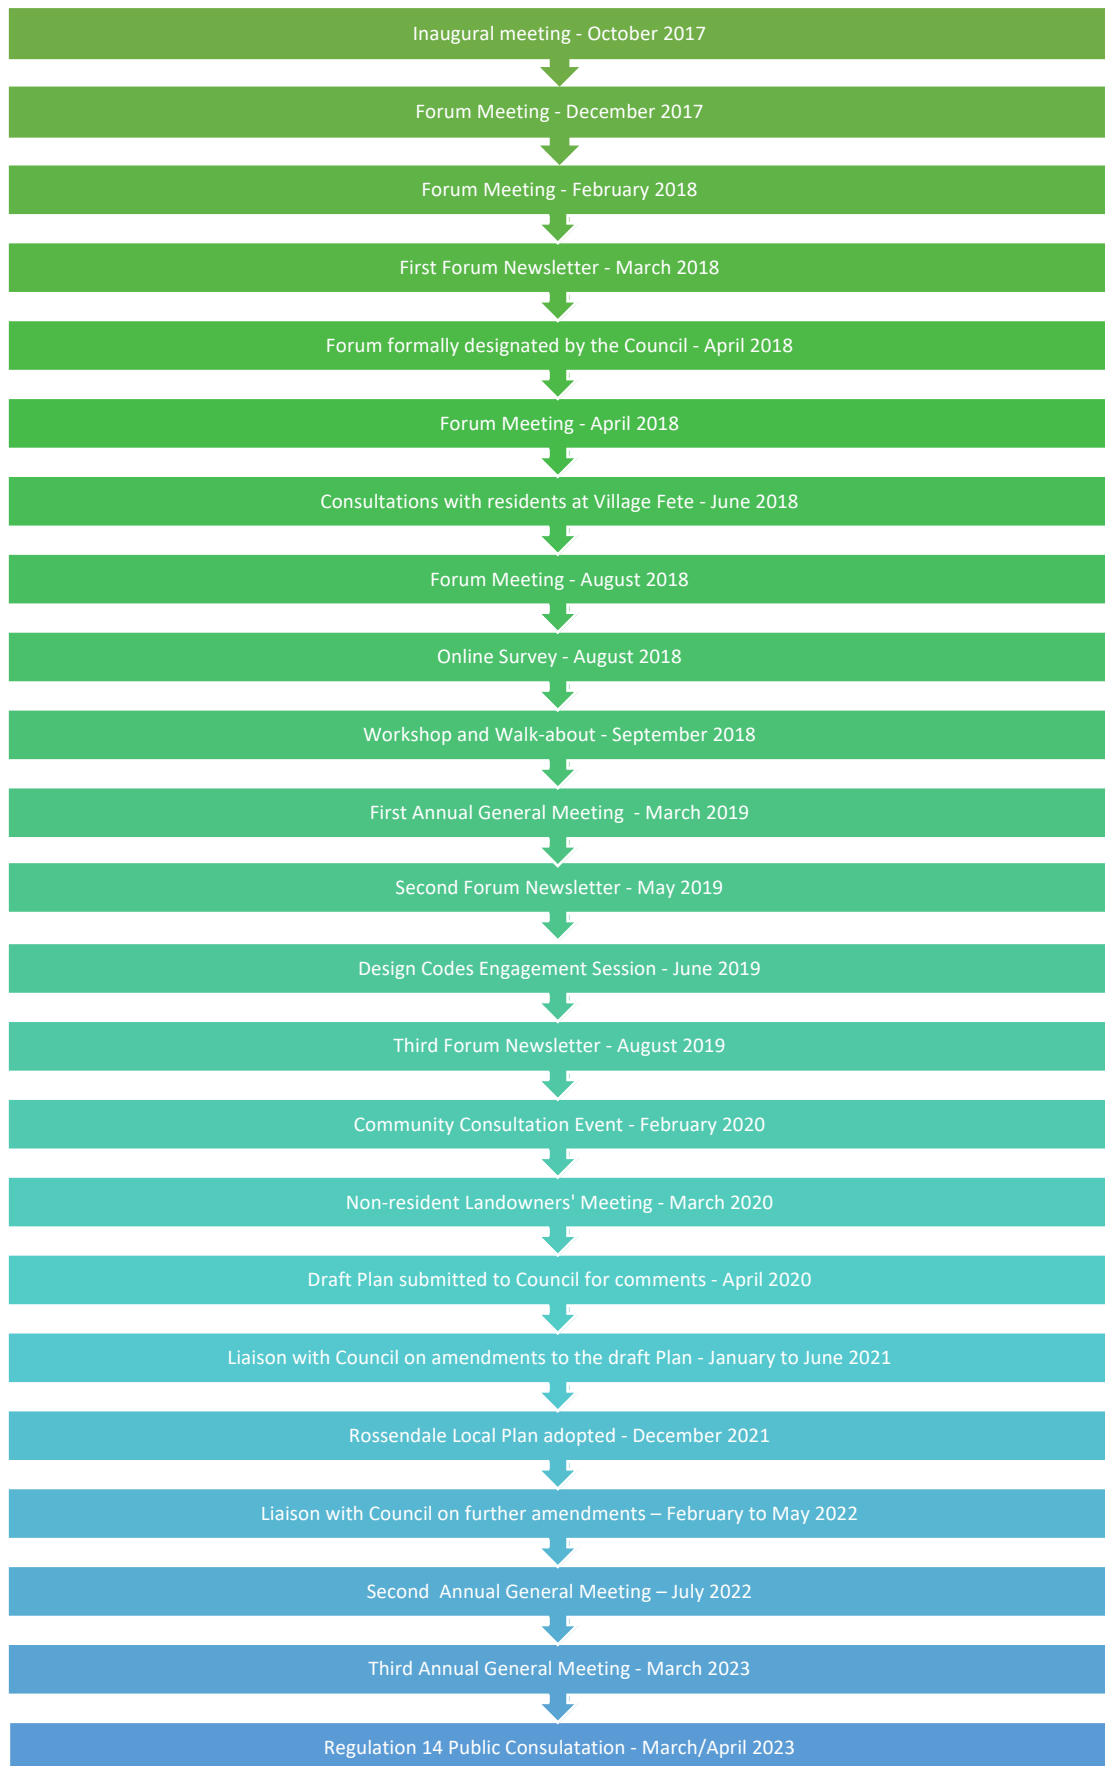 Inaugural meeting - October 2017
Forum Meeting - December 2017
Forum Meeting - February 2018
First Forum Newsletter - March 2018
Forum formally designated by the Council - April 2018
Forum Meeting - April 2018
Consultations with residents at Village Fete - June 2018
Forum Meeting - August 2018
Online Survey - August 2018
Workshop and Walk-about - September 2018
First Annual General Meeting  - March 2019
Second Forum Newsletter - May 2019
Design Codes Engagement Session - June 2019
Third Forum Newsletter - August 2019
Community Consultation Event - February 2020
Non-resident Landowners' Meeting - March 2020
Draft Plan submitted to Council for comments - April 2020
Liaison with Council on amendments to the draft Plan - January to June 2021
Rossendale Local Plan adopted - December 2021
Liaison with Council on further amendments – February to May 2022
Second  Annual General Meeting – July 2022
Third Annual General Meeting - March 2023
Regulation 14 Public Consulatation - March/April 2023